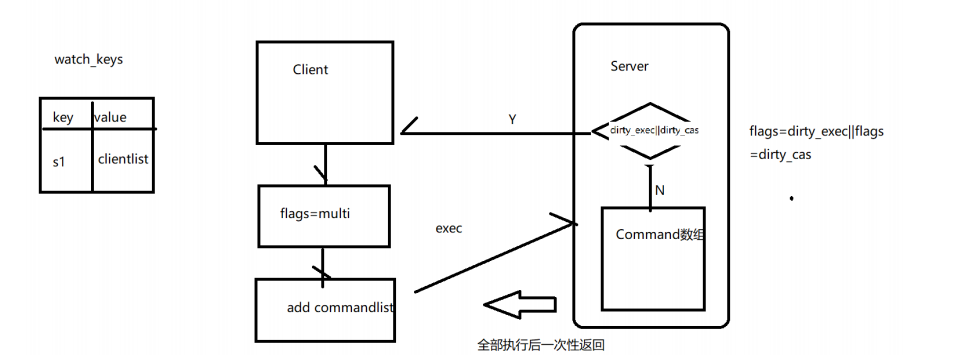 watch_keys
key value
s1 clientlist
Client
flags=multi
add commandlist
exec
Y
Server
dirty_exec||dirty_cas
N
Command数组
全部执行后一次性返回
flags=dirty_exec||flags
=dirty_cas